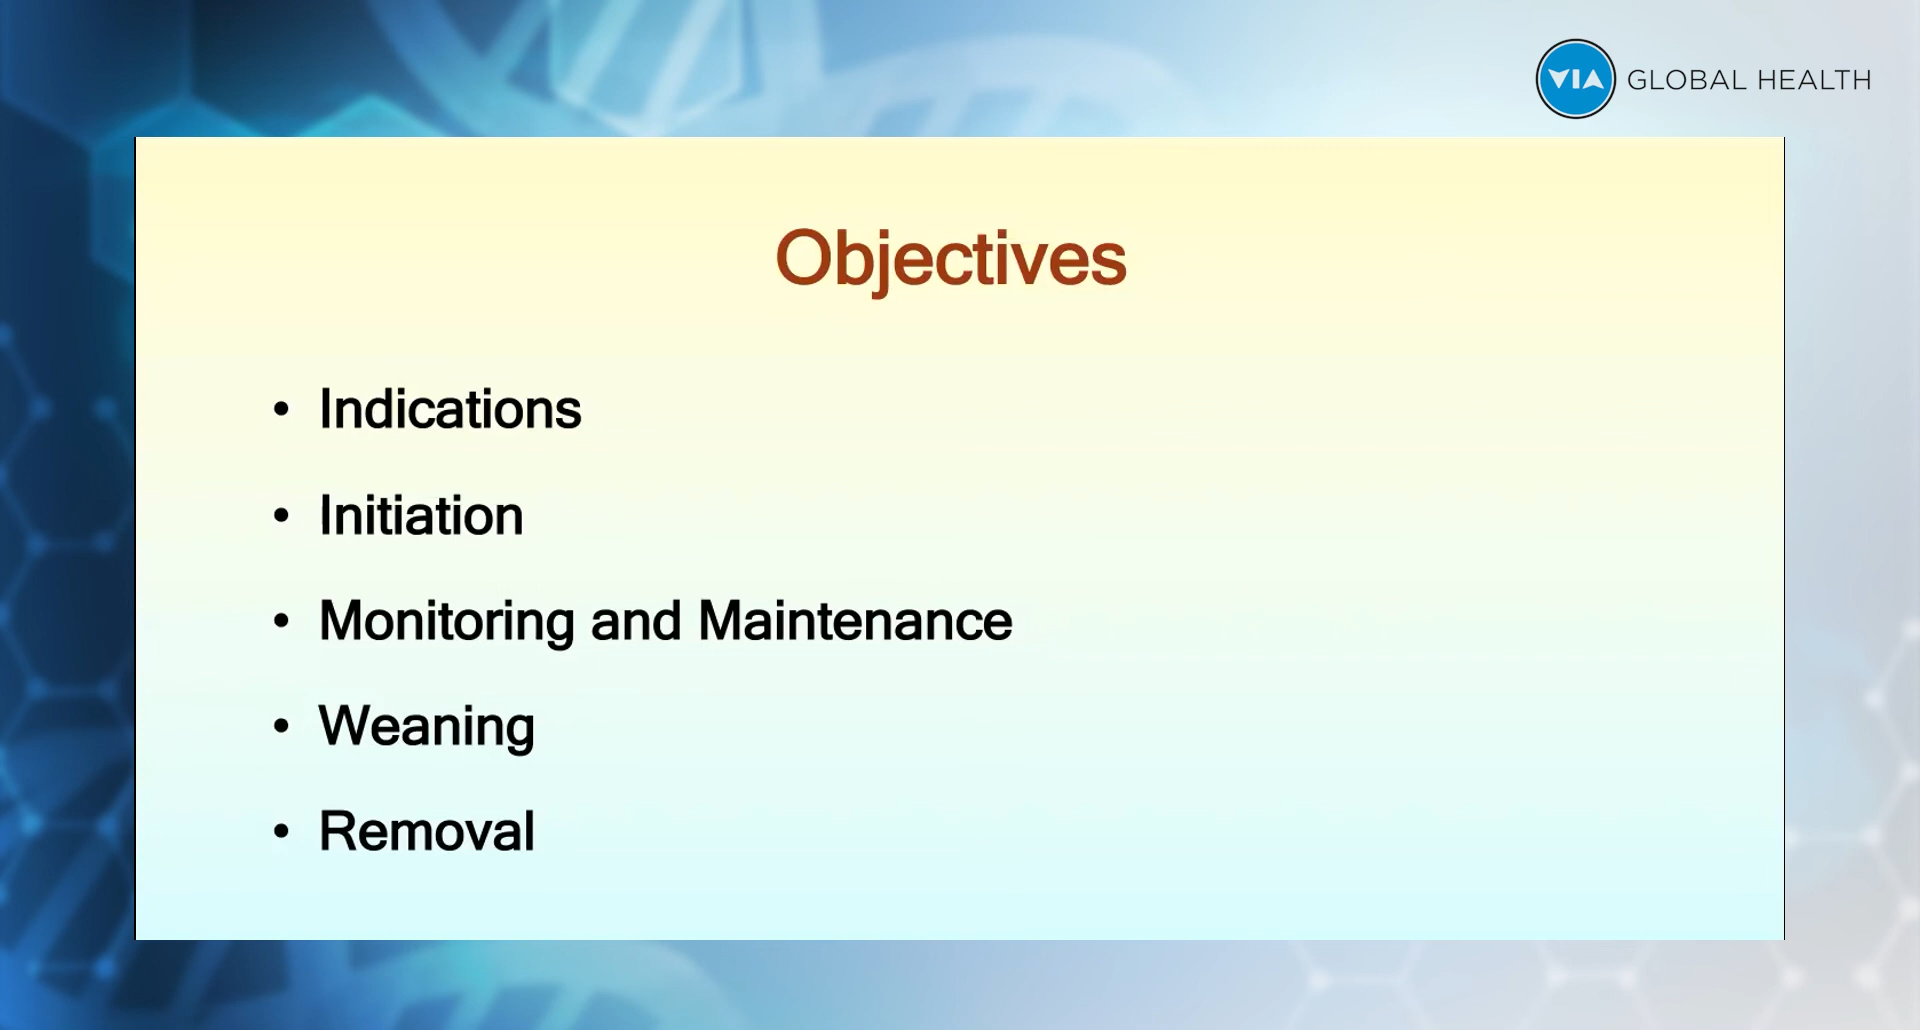 VIA GLOBAL HEALTH
Objectives
• Indications
• Initiation
• Monitoring and Maintenance
• Weaning
• Removal